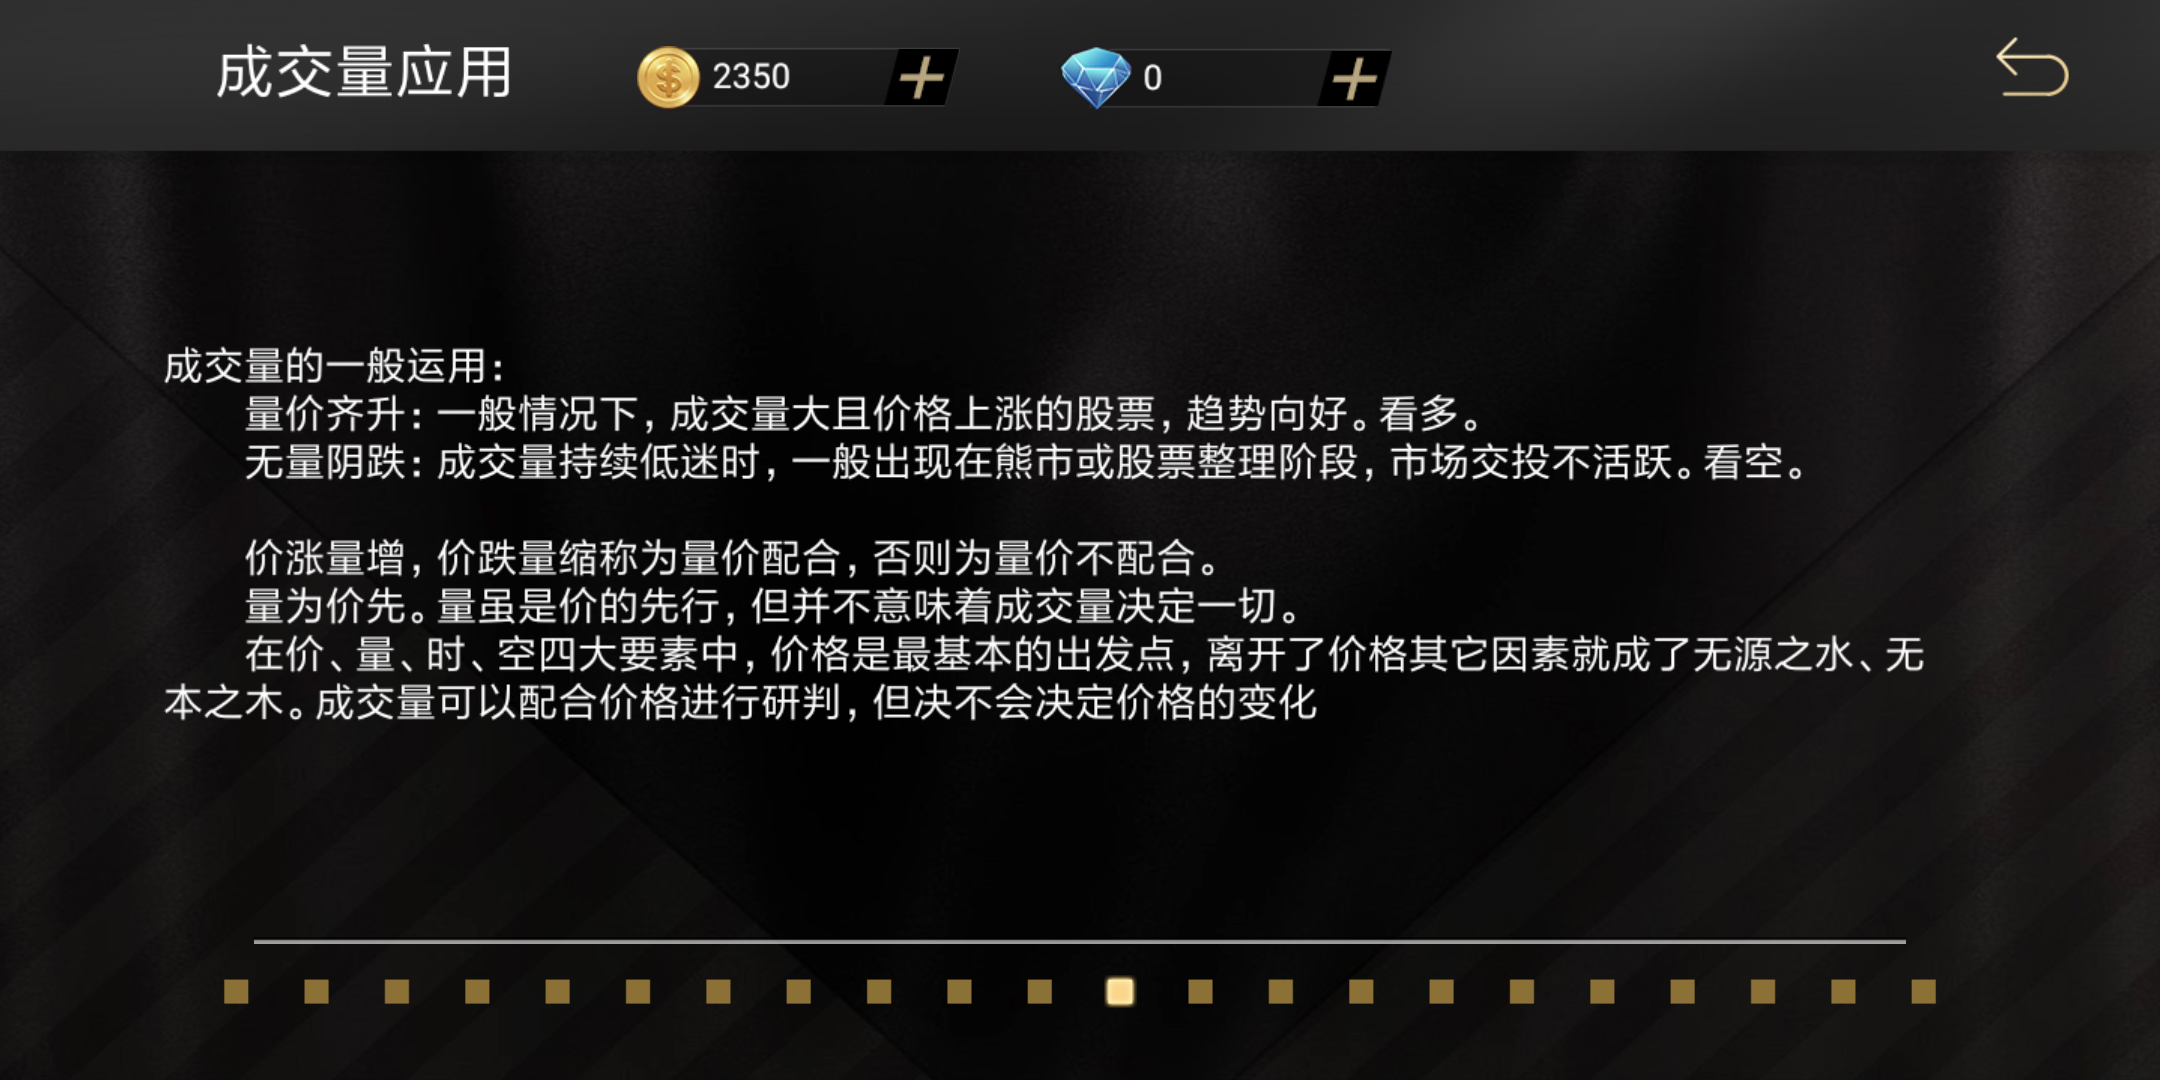 成交量应用
2350
0
成交量的一般运用：
量价齐升：一般情况下，成交量大且价格上涨的股票，趋势向好。看多。
无量阴跌：成交量持续低迷时，一般出现在熊市或股票整理阶段，市场交投不活跃。看空。
价涨量增，价跌量缩称为量价配合，否则为量价不配合。
量为价先。量虽是价的先行，但并不意味着成交量决定一切。
在价、量、时、空四大要素中，价格是最基本的出发点，离开了价格其它因素就成了无源之水、无
本之木。成交量可以配合价格进行研判，但决不会决定价格的变化